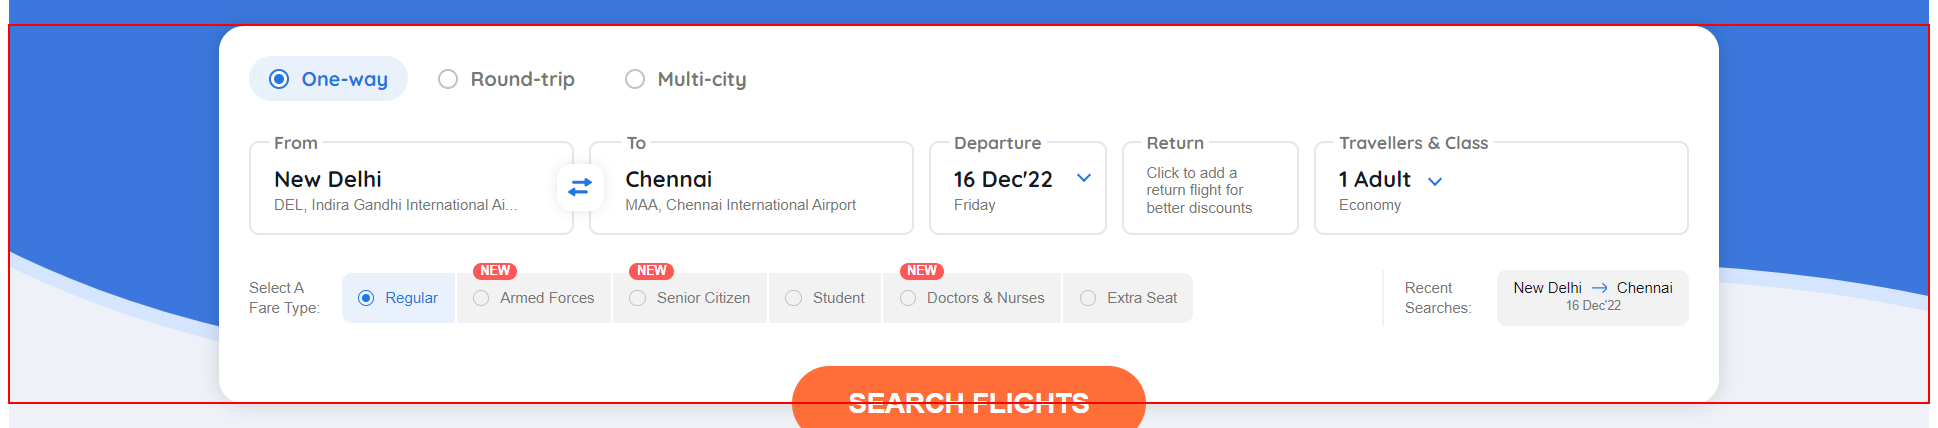 One-way Round-trip Multi-city
From To Departure Return Travellers & Class
New Delhi Chennai 16 Dec'22 Click to add a return flight for better discounts 1 Adult
DEL, Indira Gandhi International Ai... MAA, Chennai International Airport Friday Economy
NEW NEW NEW
Select A Fare Type: Regular Armed Forces Senior Citizen Student Doctors & Nurses Extra Seat Recent Searches: New Delhi → Chennai
16 Dec'22
SEARCH FLIGHTS